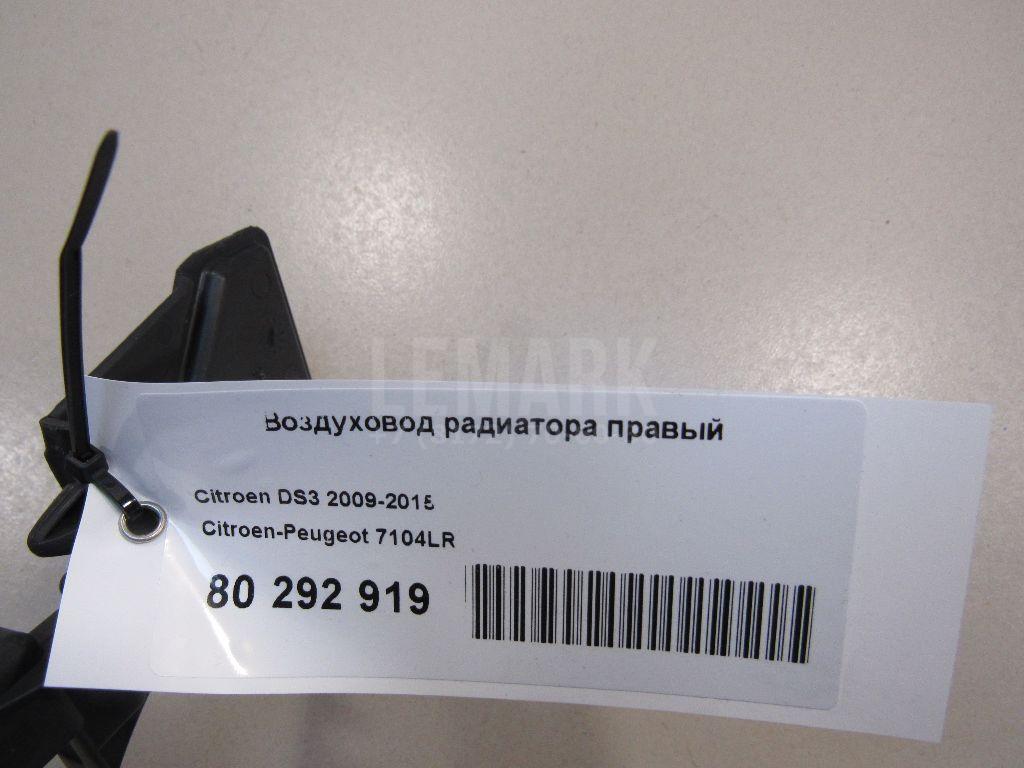 LEMARK
Воздуховод радиатора правый
Citroen DS3 2009-2015
Citroen-Peugeot 7104LR
80 292 919